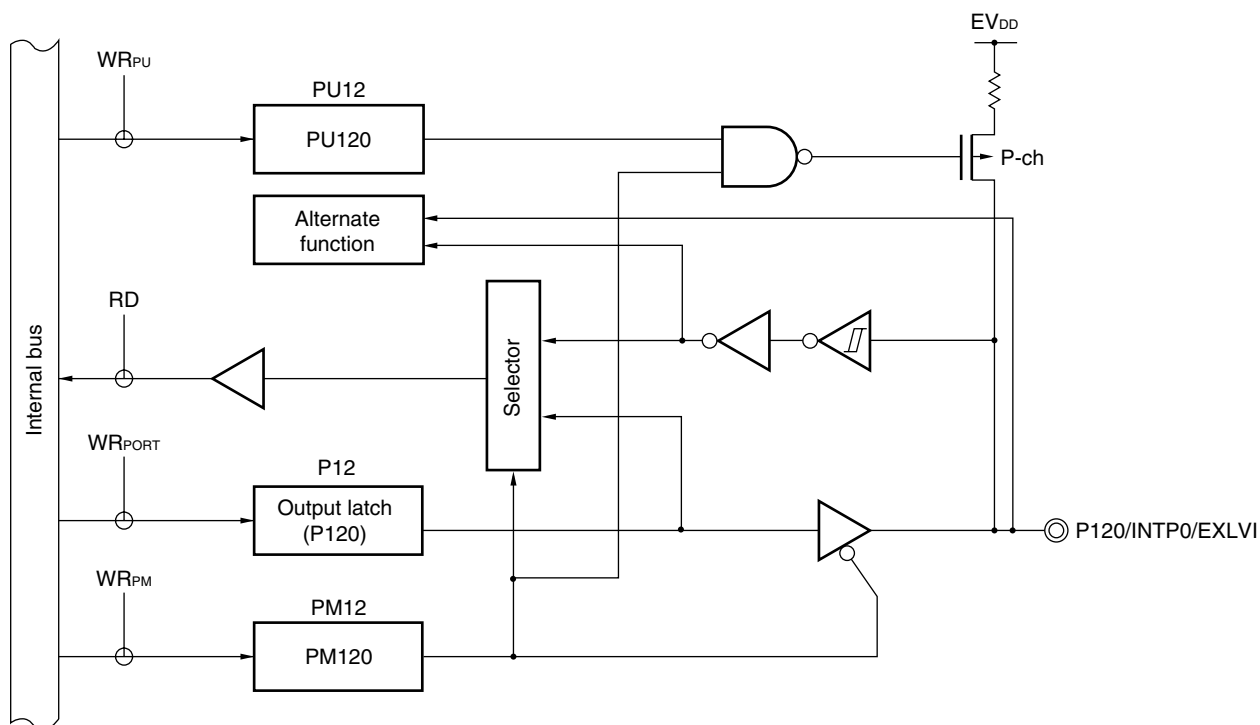 EVDD
WRPU
PU12
PU120
P-ch
Alternate
function
RD
Internal bus
Selector
WRPORT
P12
Output latch
(P120)
P120/INTP0/EXLVI
WRPM
PM12
PM120